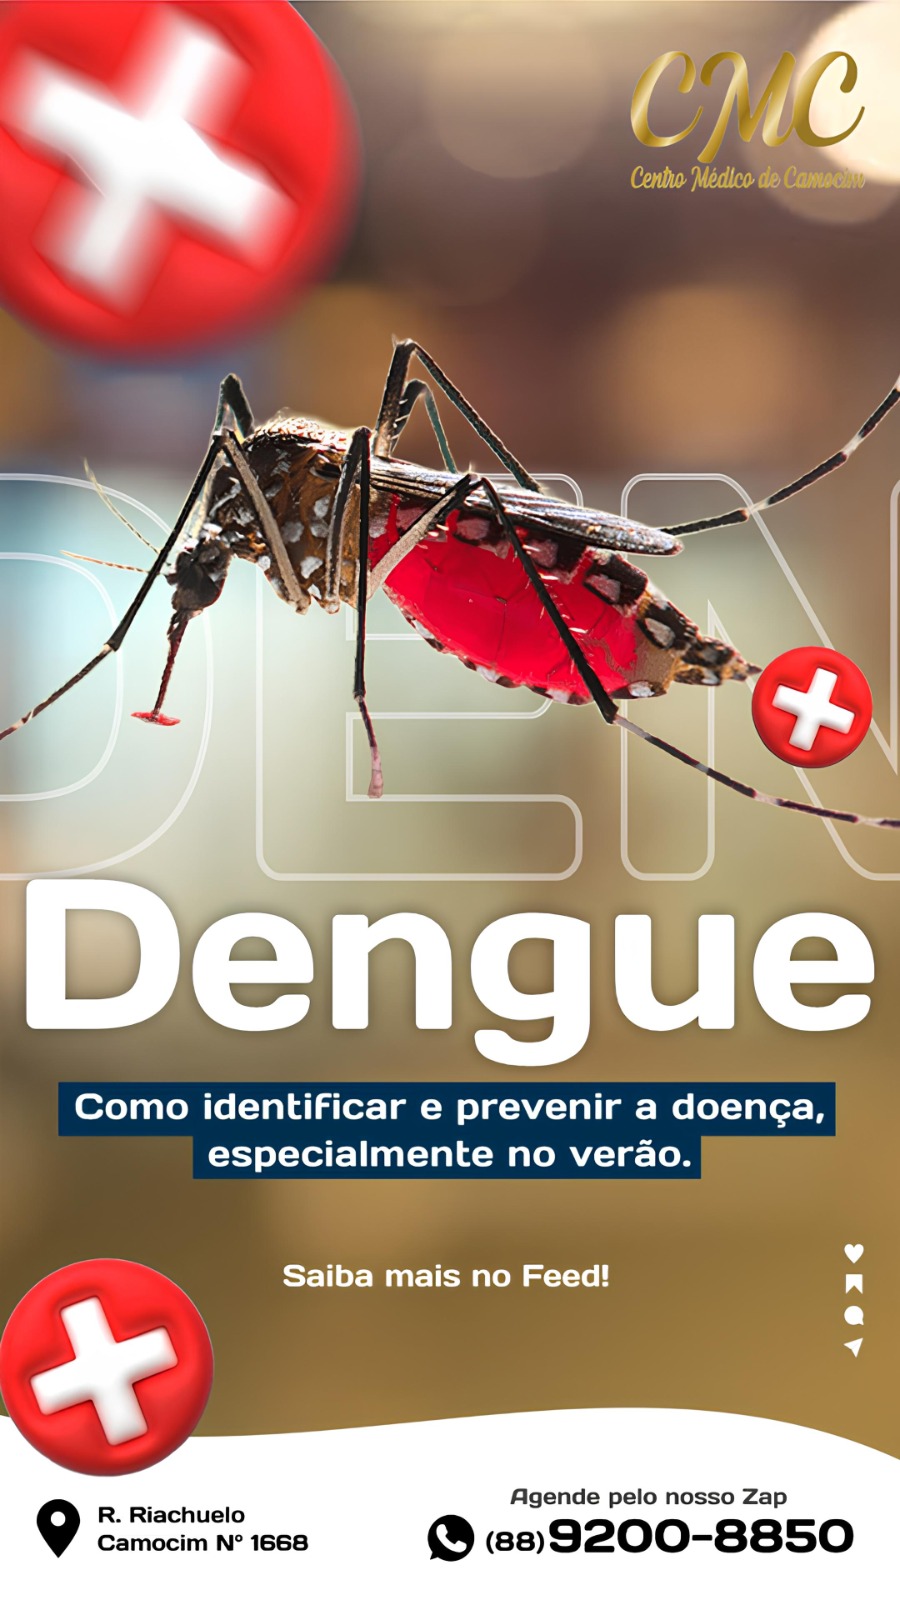 CMC
Centro Médico de Camocim
DEN
Dengue
Como identificar e prevenir a doença,
especialmente no verão.
Saiba mais no Feed!
R. Riachuelo
Camocim Nº 1668
Agende pelo nosso Zap
(88)9200-8850